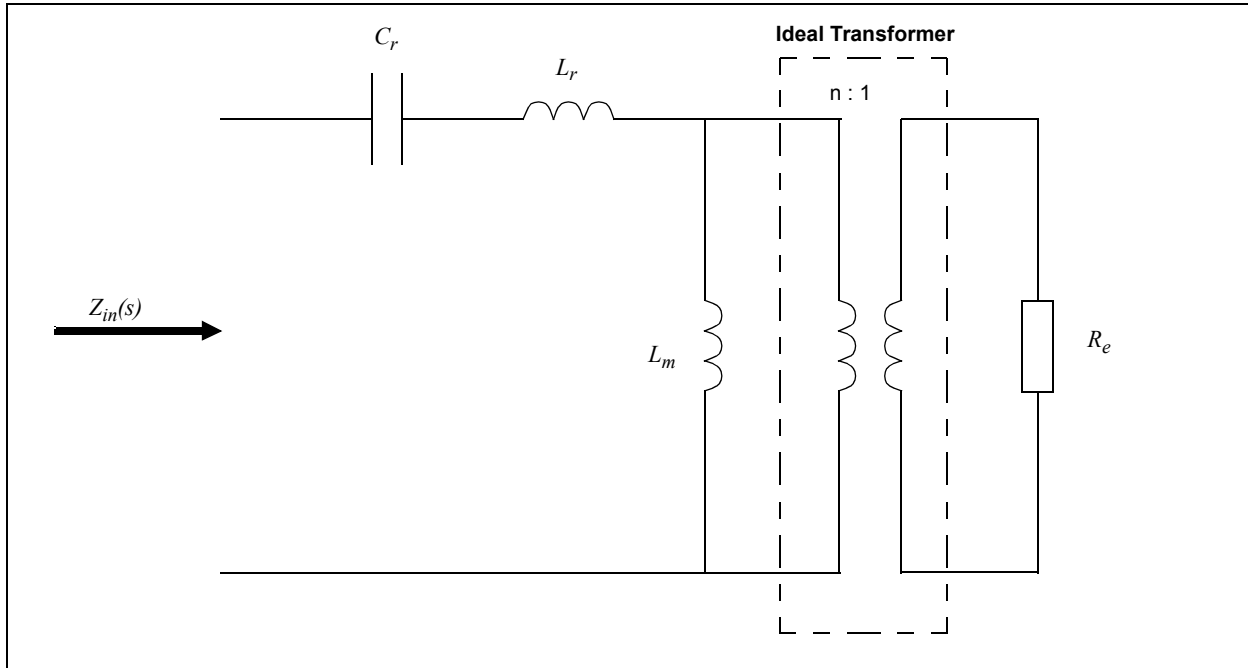 Ideal Transformer
C_r
L_r
n : 1
Z_in(s)
L_m
R_e